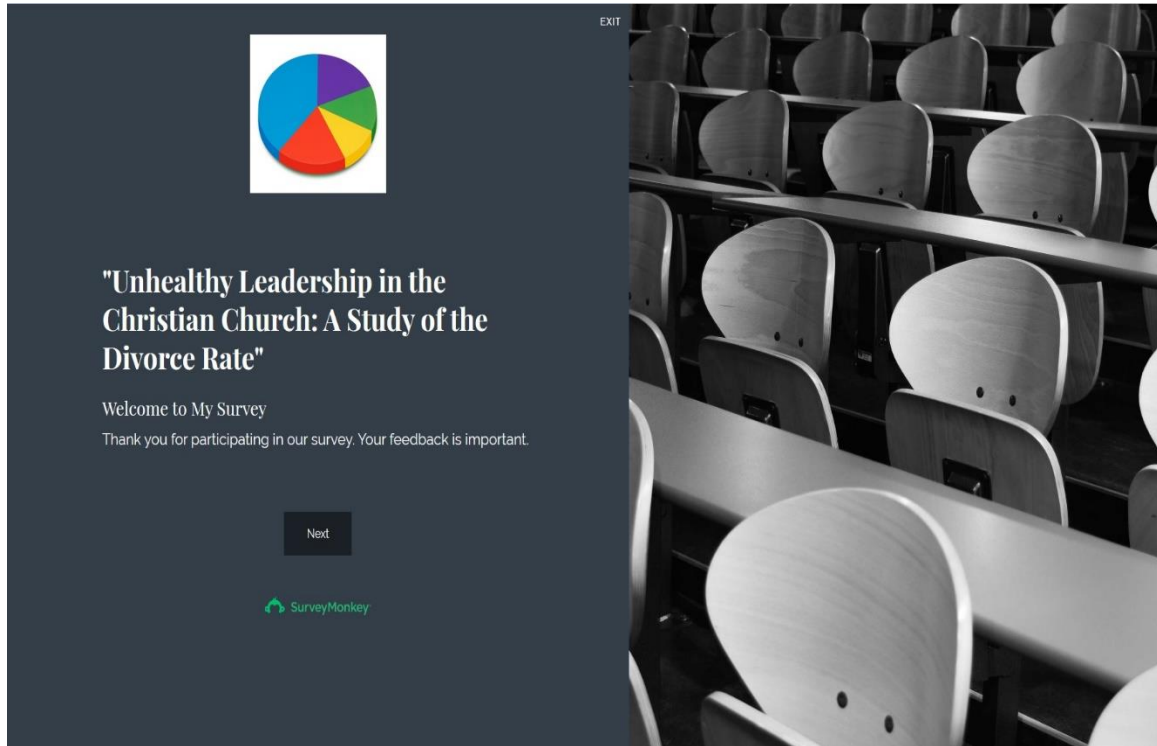 EXIT
"Unhealthy Leadership in the
Christian Church: A Study of the
Divorce Rate"
Welcome to My Survey
Thank you for participating in our survey. Your feedback is important.
Next
SurveyMonkey